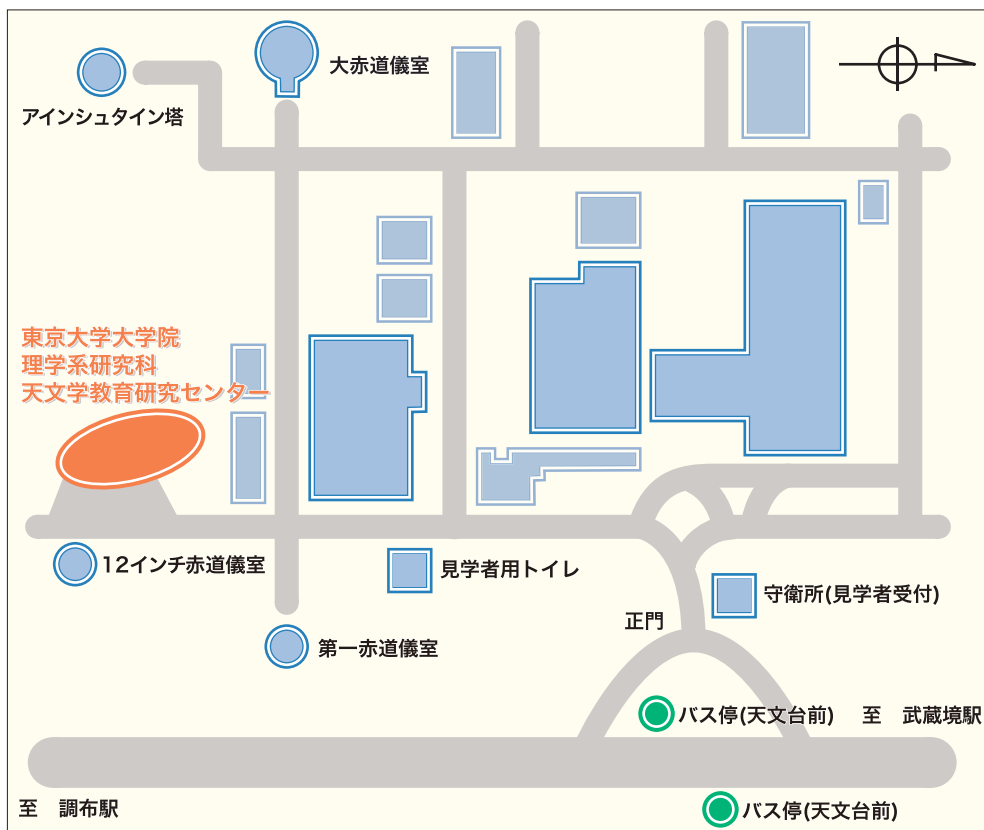 大赤道儀室
アインシュタイン塔
東京大学大学院
理学系研究科
天文学教育研究センター
12インチ赤道儀室
見学者用トイレ
守衛所(見学者受付)
正門
第一赤道儀室
バス停(天文台前) 至 武蔵境駅
至 調布駅
バス停(天文台前)